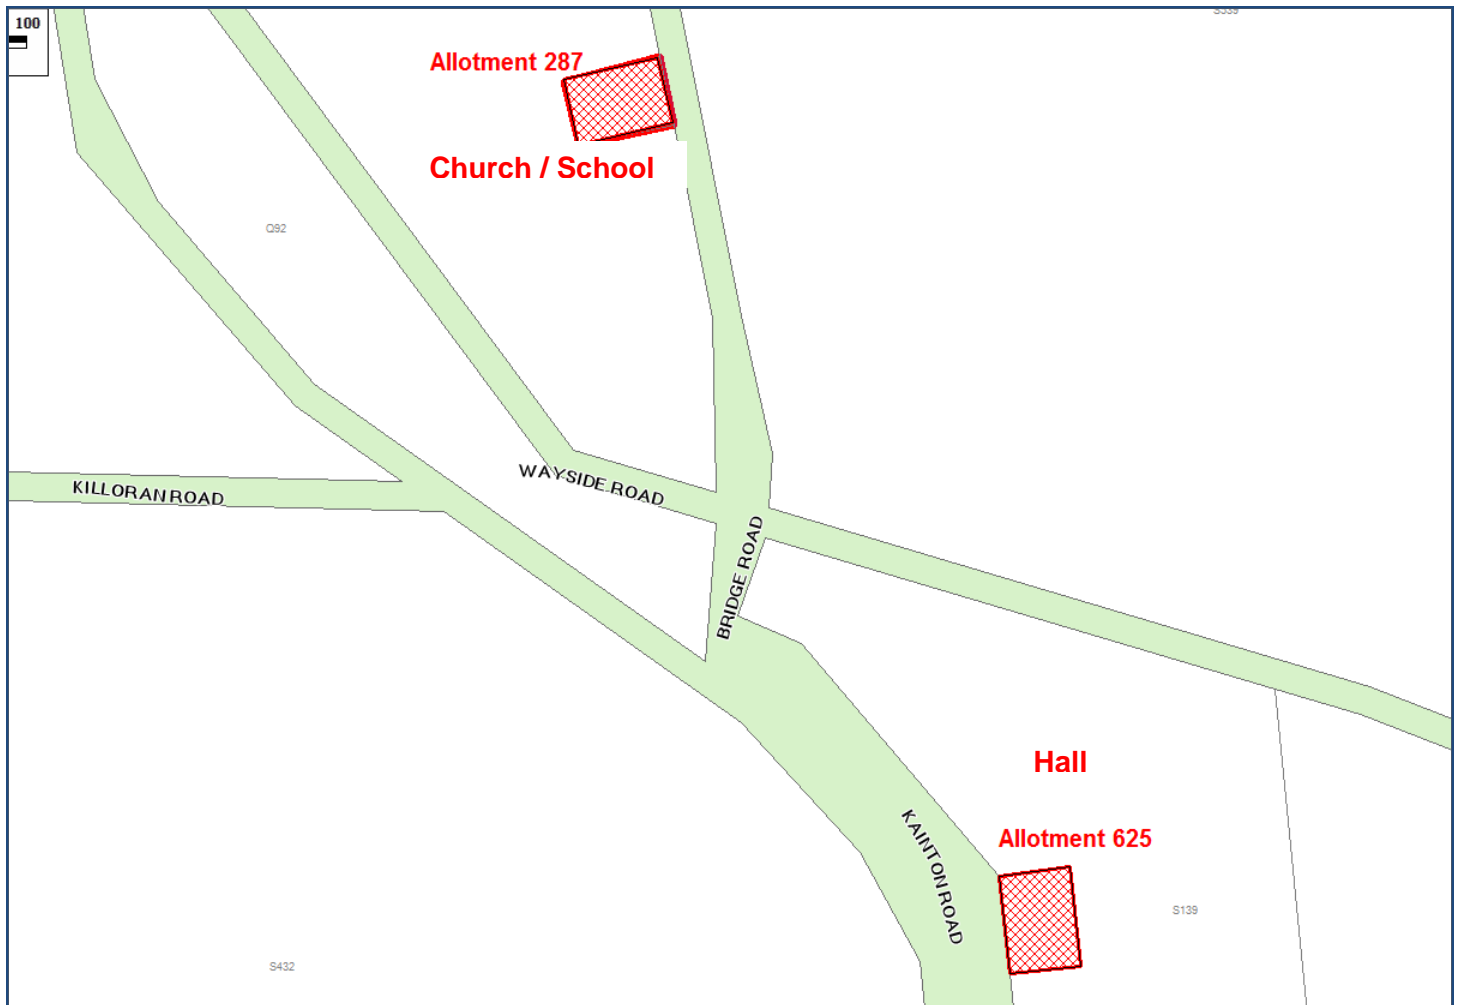 100
S339
Allotment 287
Church / School
Q92
WAYSIDE ROAD
KILLORAN ROAD
BRIDGE ROAD
Hall
KAINTON ROAD
Allotment 625
S139
S432